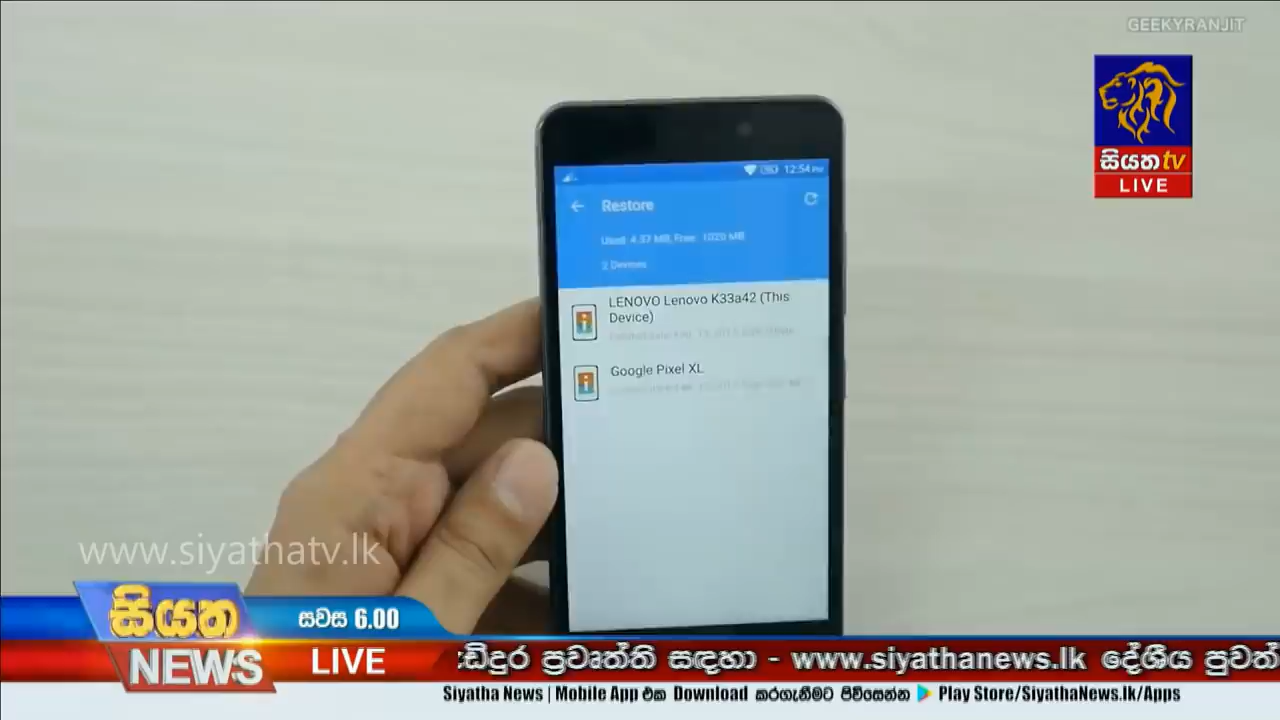 GEEKYRANJIT
සියත tv
LIVE
12:54 PM
Restore
Used: 4.37 MB, Free: 1020 MB
2 Devices
LENOVO Lenovo K33a42 (This
Device)
Google Pixel XL
www.siyathatv.lk
සියත
NEWS
සවස 6.00
LIVE
ප්‍රවෘත්ති සඳහා - www.siyathanews.lk දේශීය පුවත්
Siyatha News | Mobile App එක Download කරගැනීමට පිවිසෙන්න Play Store/SiyathaNews.lk/Apps